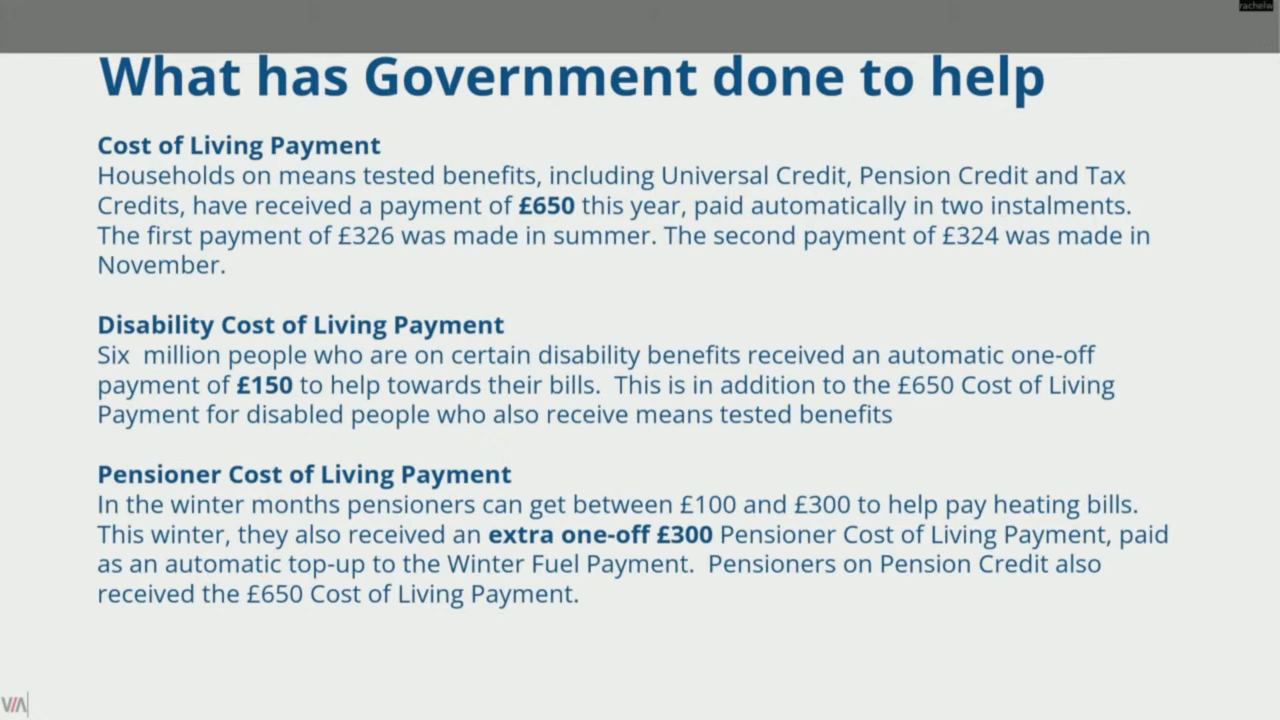 rachelw
What has Government done to help
Cost of Living Payment
Households on means tested benefits, including Universal Credit, Pension Credit and Tax
Credits, have received a payment of £650 this year, paid automatically in two instalments.
The first payment of £326 was made in summer. The second payment of £324 was made in
November.
Disability Cost of Living Payment
Six  million people who are on certain disability benefits received an automatic one-off
payment of £150 to help towards their bills.  This is in addition to the £650 Cost of Living
Payment for disabled people who also receive means tested benefits
Pensioner Cost of Living Payment
In the winter months pensioners can get between £100 and £300 to help pay heating bills.
This winter, they also received an extra one-off £300 Pensioner Cost of Living Payment, paid
as an automatic top-up to the Winter Fuel Payment.  Pensioners on Pension Credit also
received the £650 Cost of Living Payment.
VIA